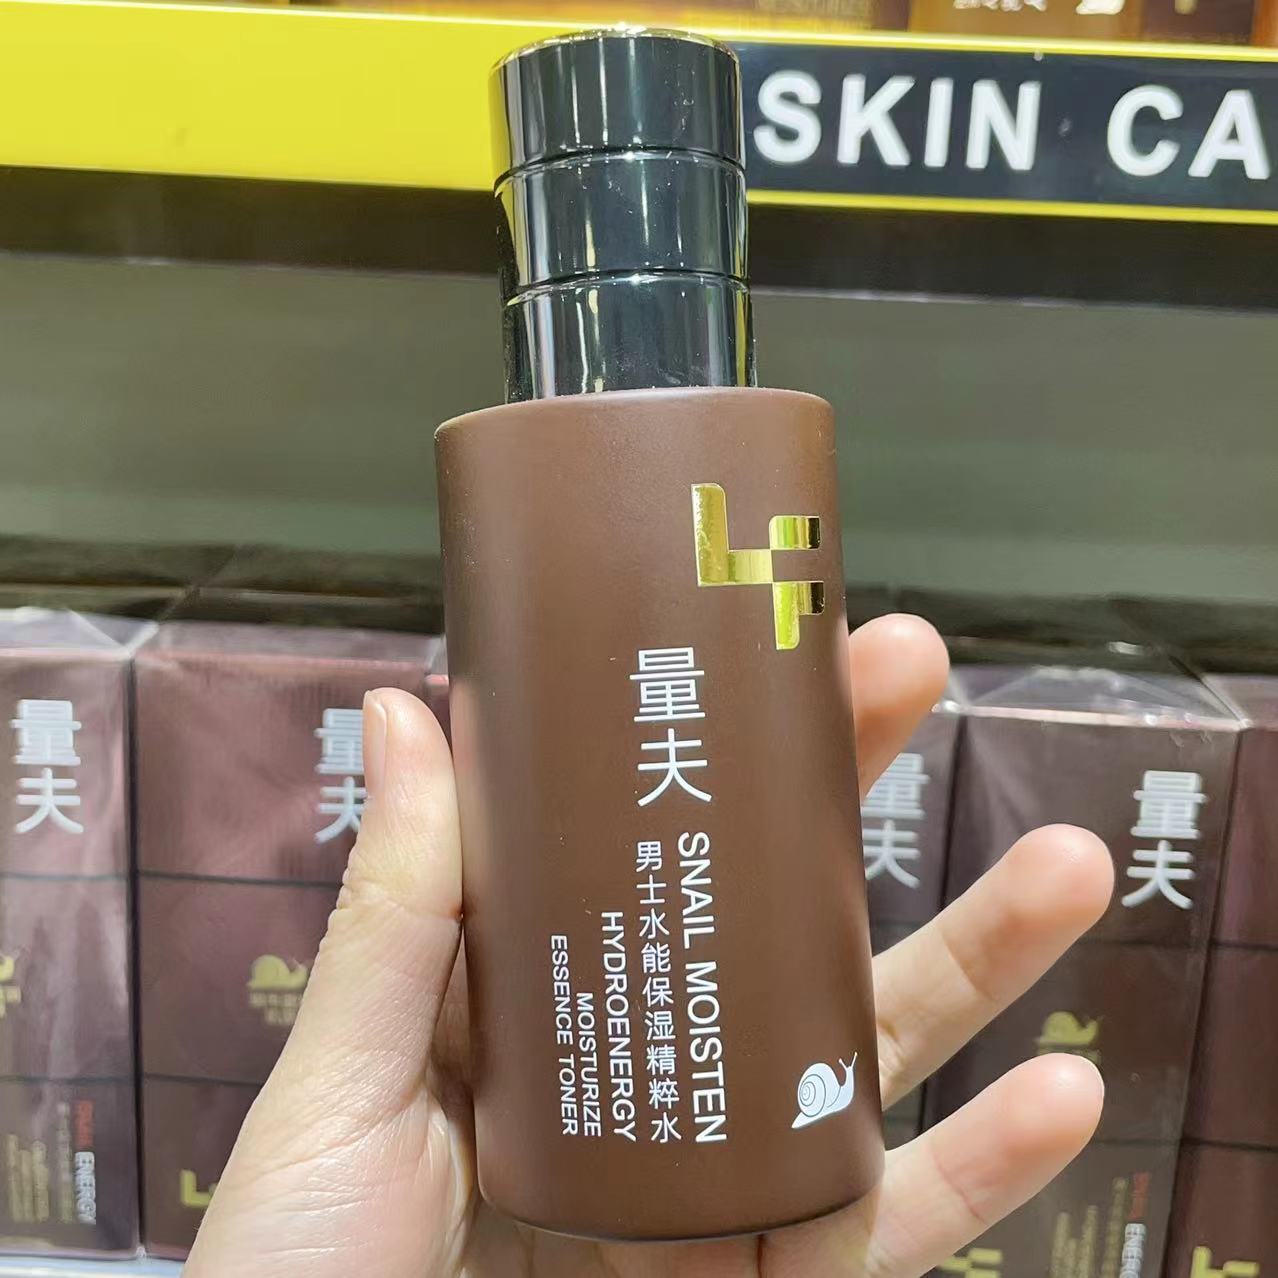 SKIN CA
量夫
SNAIL MOISTEN
男士水能保湿精粹水
HYDROENERGY
MOISTURIZE
ESSENCE TONER
量夫
量夫
量夫
量夫
ENERGY